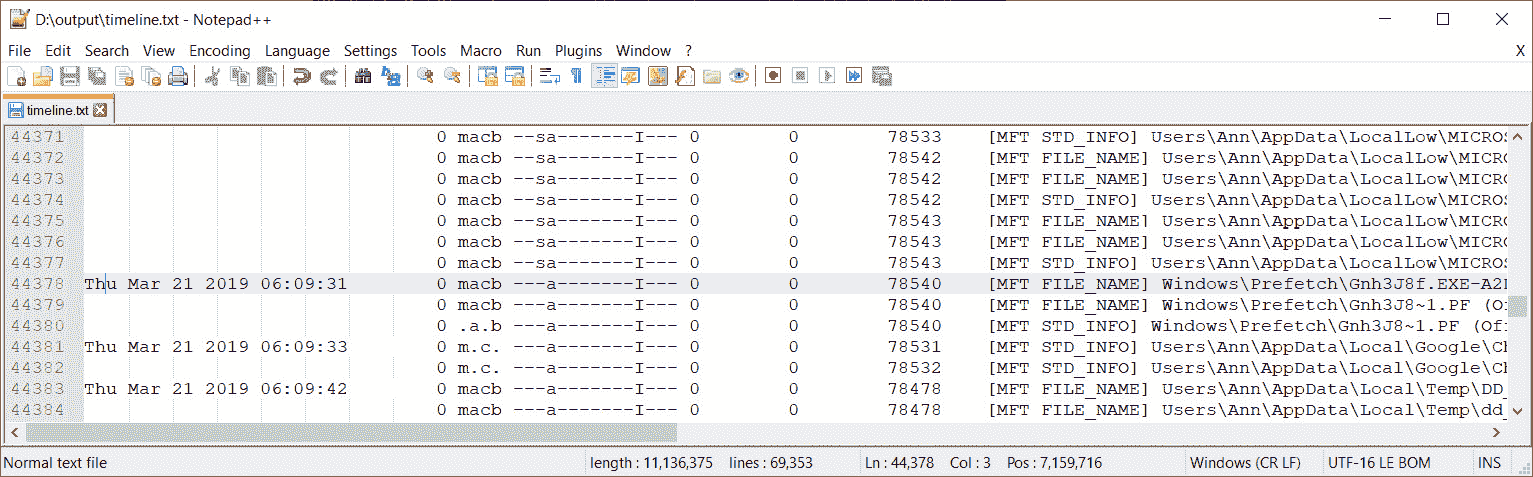 D:\output\timeline.txt - Notepad++
File Edit Search View Encoding Language Settings Tools Macro Run Plugins Window ? X
timeline.txt
44371 0 macb --sa-------I--- 0 0 78533 [MFT STD_INFO] Users\Ann\AppData\LocalLow\MICROS
44372 0 macb --sa-------I--- 0 0 78542 [MFT FILE_NAME] Users\Ann\AppData\LocalLow\MICRO
44373 0 macb --sa-------I--- 0 0 78542 [MFT FILE_NAME] Users\Ann\AppData\LocalLow\MICRO
44374 0 macb --sa-------I--- 0 0 78542 [MFT STD_INFO] Users\Ann\AppData\LocalLow\MICROS
44375 0 macb --sa-------I--- 0 0 78543 [MFT FILE_NAME] Users\Ann\AppData\LocalLow\MICRO
44376 0 macb --sa-------I--- 0 0 78543 [MFT FILE_NAME] Users\Ann\AppData\LocalLow\MICRO
44377 0 macb --sa-------I--- 0 0 78543 [MFT STD_INFO] Users\Ann\AppData\LocalLow\MICROS
44378 Thu Mar 21 2019 06:09:31 0 macb ---a-------I--- 0 0 78540 [MFT FILE_NAME] Windows\Prefetch\Gnh3J8f.EXE-A2
44379 0 macb ---a-------I--- 0 0 78540 [MFT FILE_NAME] Windows\Prefetch\Gnh3J8~1.PF (O
44380 0 .a.b ---a-------I--- 0 0 78540 [MFT STD_INFO] Windows\Prefetch\Gnh3J8~1.PF (Off
44381 Thu Mar 21 2019 06:09:33 0 m.c. ---a-------I--- 0 0 78531 [MFT STD_INFO] Users\Ann\AppData\Local\Google\Ch
44382 0 m.c. ---a-------I--- 0 0 78532 [MFT STD_INFO] Users\Ann\AppData\Local\Google\Ch
44383 Thu Mar 21 2019 06:09:42 0 macb ---a-------I--- 0 0 78478 [MFT FILE_NAME] Users\Ann\AppData\Local\Temp\DD_
44384 0 macb ---a-------I--- 0 0 78478 [MFT FILE_NAME] Users\Ann\AppData\Local\Temp\dd_
Normal text file length : 11,136,375 lines : 69,353 Ln : 44,378 Col : 3 Pos : 7,159,716 Windows (CR LF) UTF-16 LE BOM INS